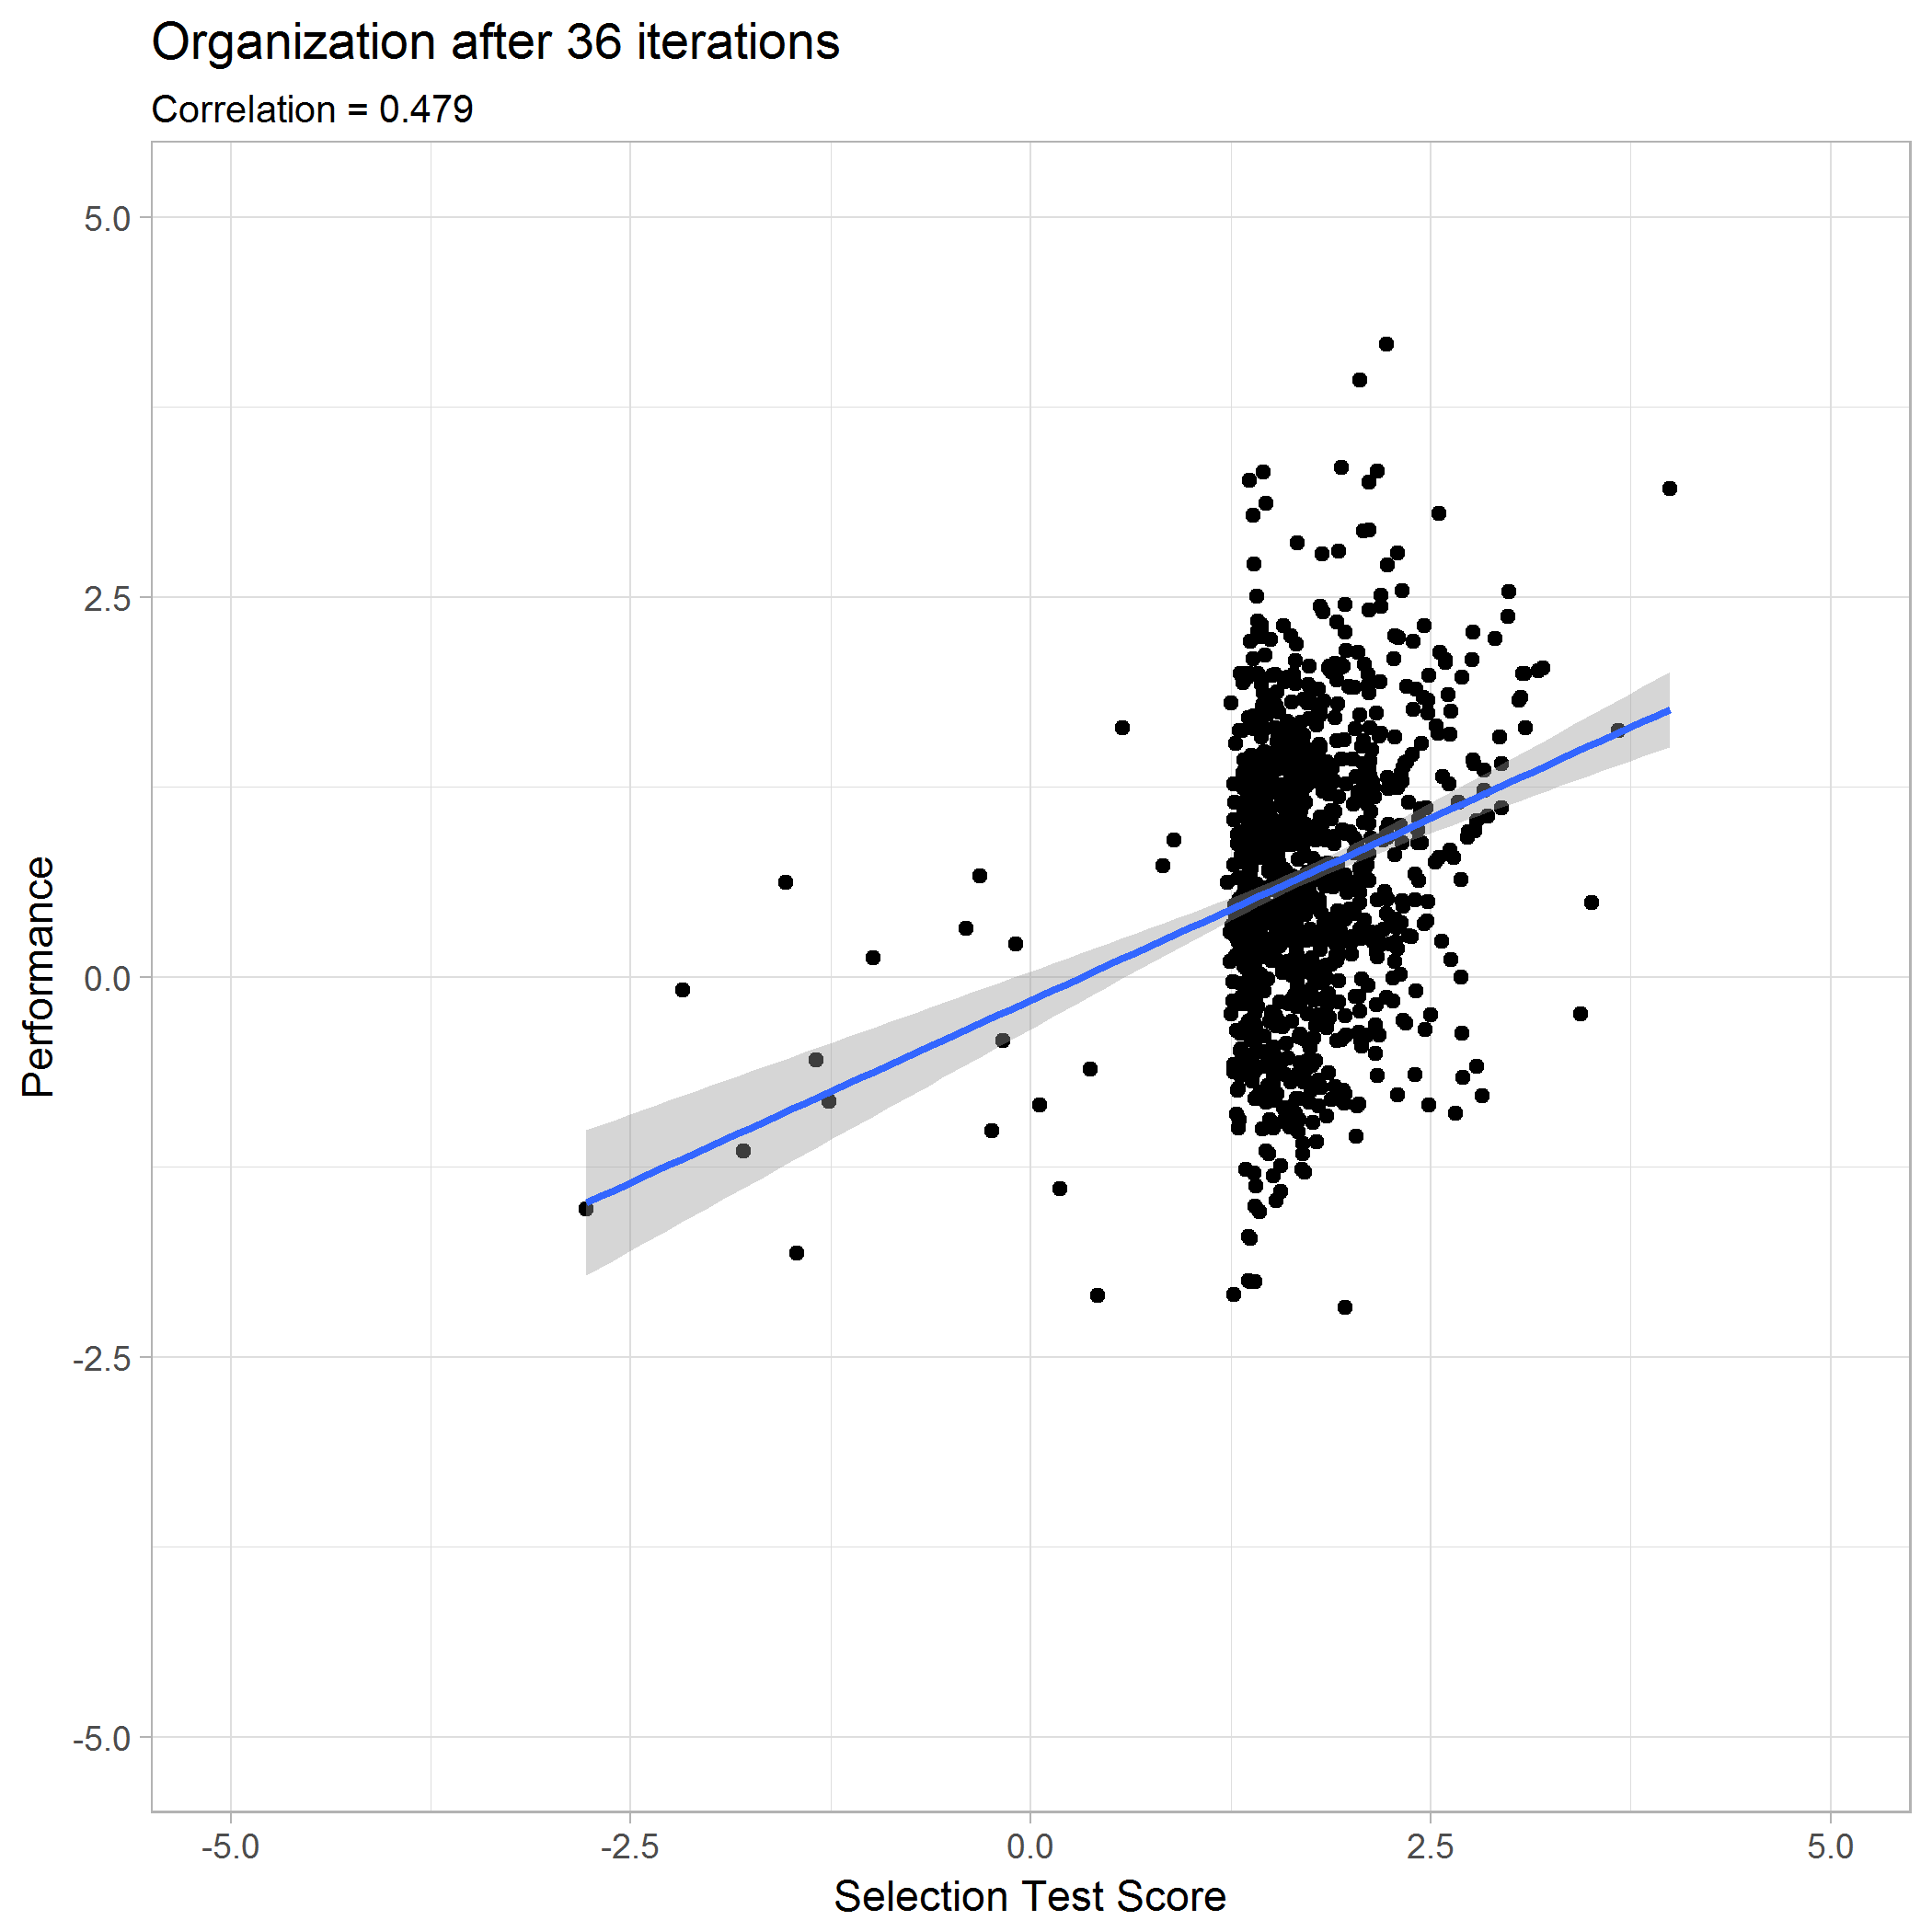 Organization after 36 iterations
Correlation = 0.479
5.0
2.5
0.0
-2.5
-5.0
Performance
-5.0
-2.5
0.0
2.5
5.0
Selection Test Score